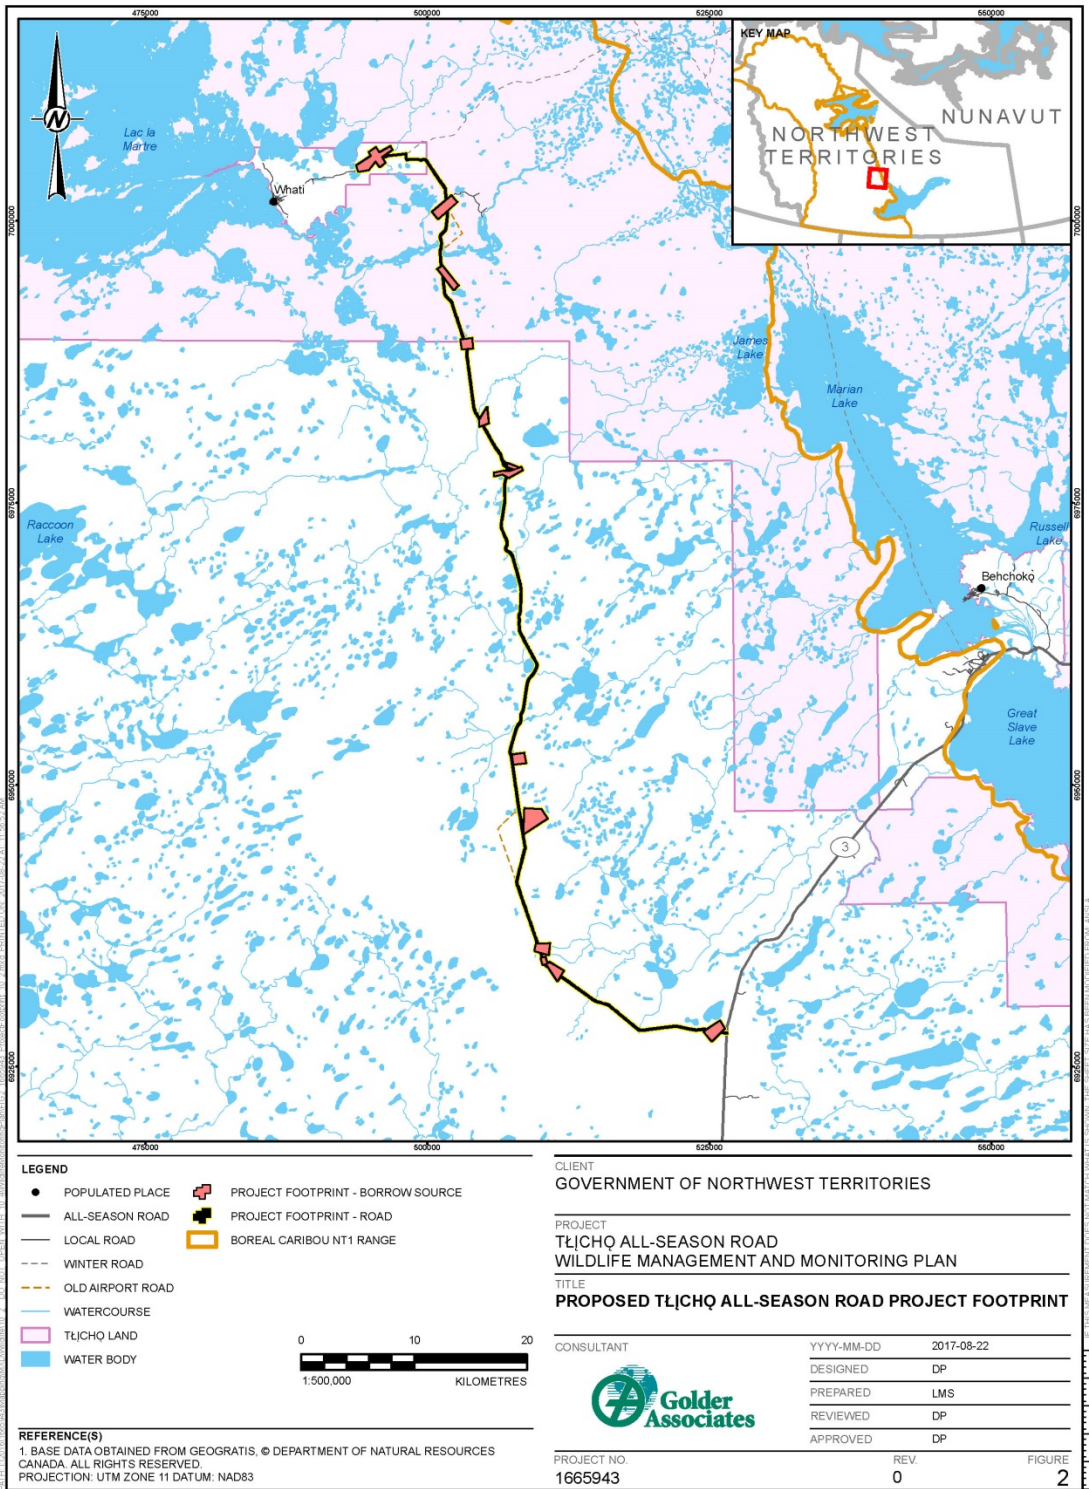 475000 500000 525000 550000
KEY MAP
NUNAVUT
NORTHWEST
TERRITORIES
N
Lac la
Martre
Whati
7000000
7000000
James
Lake
Marian
Lake
6975000
6975000
Raccoon
Lake
Russell
Lake
Behchokǫ̀
Great
Slave
Lake
6950000
6950000
3
6925000
6925000
475000 500000 525000 550000
LEGEND
POPULATED PLACE
ALL-SEASON ROAD
LOCAL ROAD
WINTER ROAD
OLD AIRPORT ROAD
WATERCOURSE
TŁĮCHǪ LAND
WATER BODY
PROJECT FOOTPRINT - BORROW SOURCE
PROJECT FOOTPRINT - ROAD
BOREAL CARIBOU NT1 RANGE
0 10 20
1:500,000 KILOMETRES
REFERENCE(S)
1. BASE DATA OBTAINED FROM GEOGRATIS, © DEPARTMENT OF NATURAL RESOURCES
CANADA. ALL RIGHTS RESERVED.
PROJECTION: UTM ZONE 11 DATUM: NAD83
CLIENT
GOVERNMENT OF NORTHWEST TERRITORIES
PROJECT
TŁĮCHǪ ALL-SEASON ROAD
WILDLIFE MANAGEMENT AND MONITORING PLAN
TITLE
PROPOSED TŁĮCHǪ ALL-SEASON ROAD PROJECT FOOTPRINT
CONSULTANT
Golder
Associates
YYYY-MM-DD 2017-08-22
DESIGNED DP
PREPARED LMS
REVIEWED DP
APPROVED DP
PROJECT NO.
1665943
REV.
0
FIGURE
2